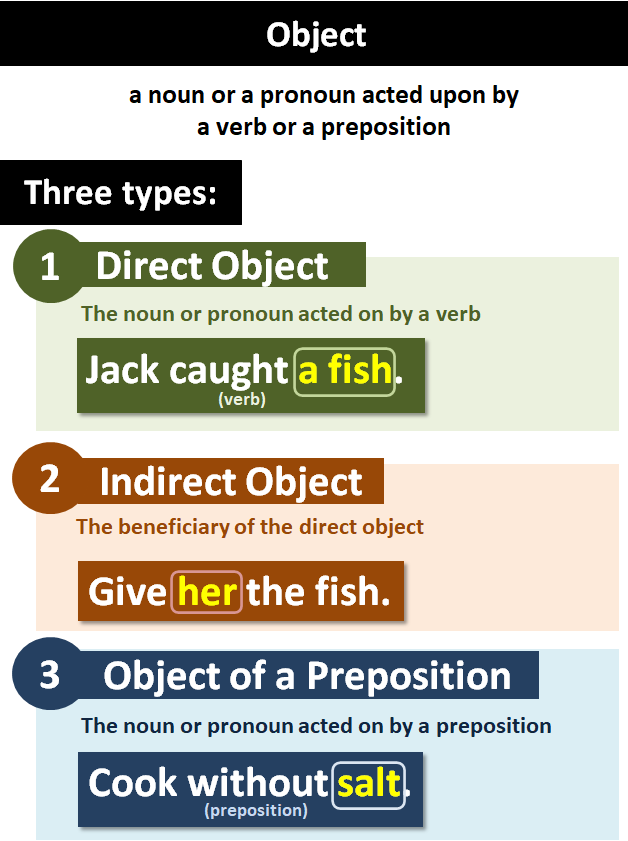 Object
a noun or a pronoun acted upon by
a verb or a preposition
Three types:
1 Direct Object
The noun or pronoun acted on by a verb
Jack caught a fish.
(verb)
2 Indirect Object
The beneficiary of the direct object
Give her the fish.
3 Object of a Preposition
The noun or pronoun acted on by a preposition
Cook without salt.
(preposition)